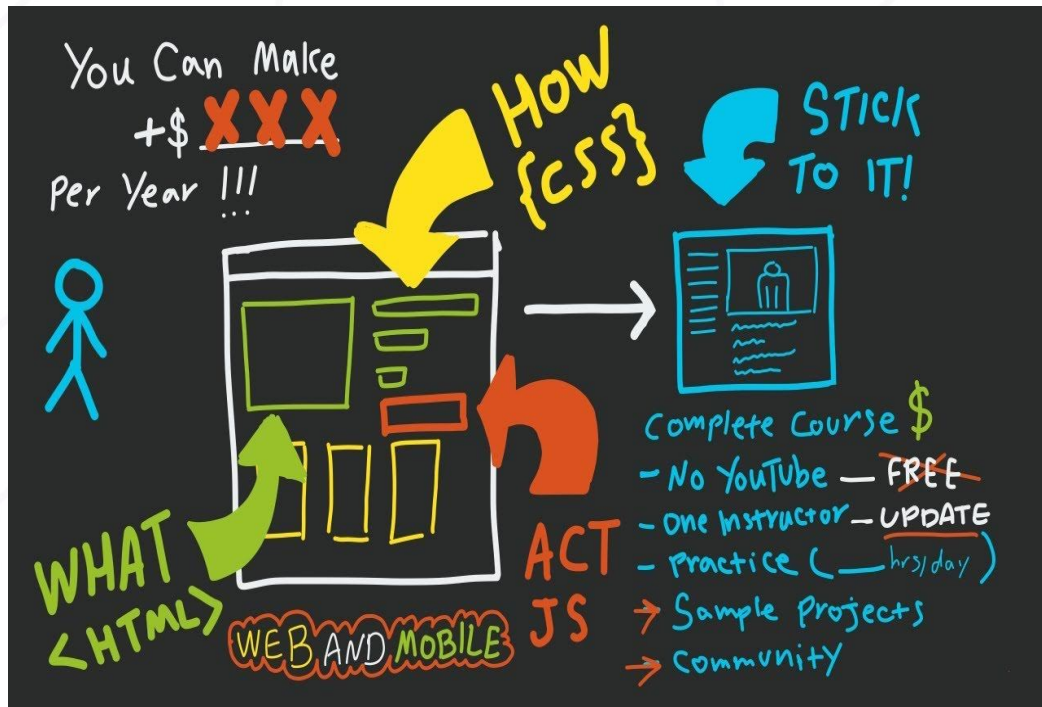 You Can Make
+$ XXX
Per Year !!!
How
{CSS}
STICK
TO IT!
WHAT
<HTML>
ACT
JS
WEB AND MOBILE
Complete Course $
- No YouTube — FREE
- One Instructor — UPDATE
- Practice ( __ hrs/day )
→ Sample Projects
→ Community